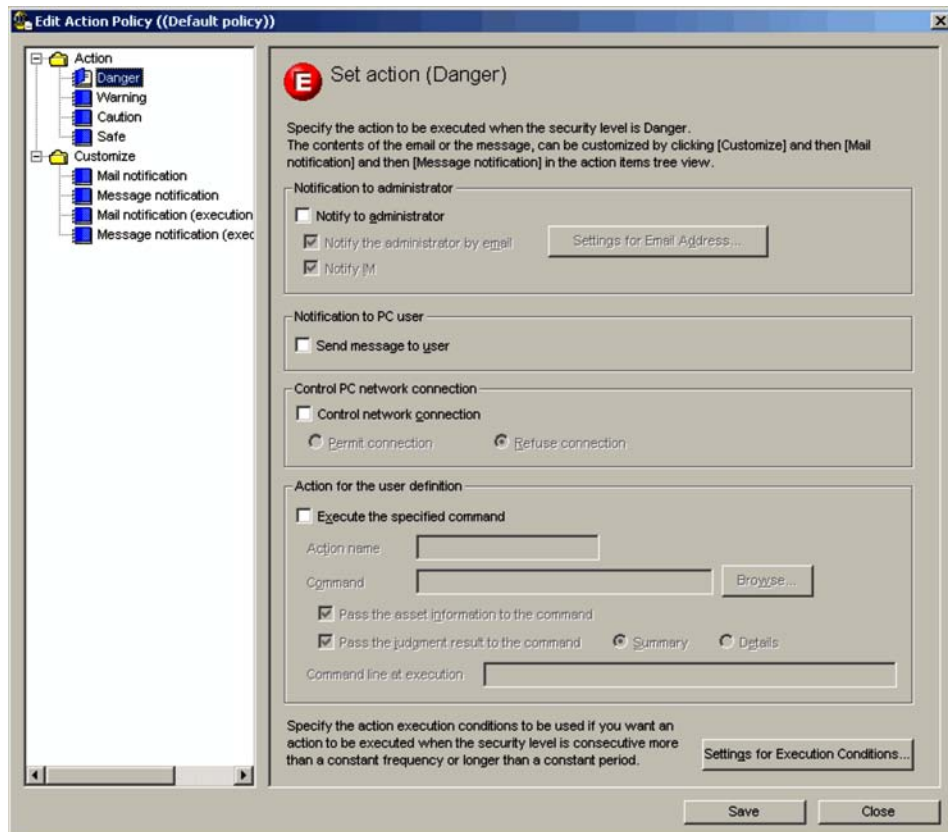 Edit Action Policy ((Default policy))
Action
Danger
Warning
Caution
Safe
Customize
Mail notification
Message notification
Mail notification (execution
Message notification (exec
E
Set action (Danger)
Specify the action to be executed when the security level is Danger.
The contents of the email or the message, can be customized by clicking [Customize] and then [Mail
notification] and then [Message notification] in the action items tree view.
Notification to administrator
Notify to administrator
Notify the administrator by email
Settings for Email Address...
Notify IM
Notification to PC user
Send message to user
Control PC network connection
Control network connection
Permit connection
Refuse connection
Action for the user definition
Execute the specified command
Action name
Command
Browse...
Pass the asset information to the command
Pass the judgment result to the command
Summary
Details
Command line at execution
Specify the action execution conditions to be used if you want an
action to be executed when the security level is consecutive more
than a constant frequency or longer than a constant period.
Settings for Execution Conditions...
Save
Close